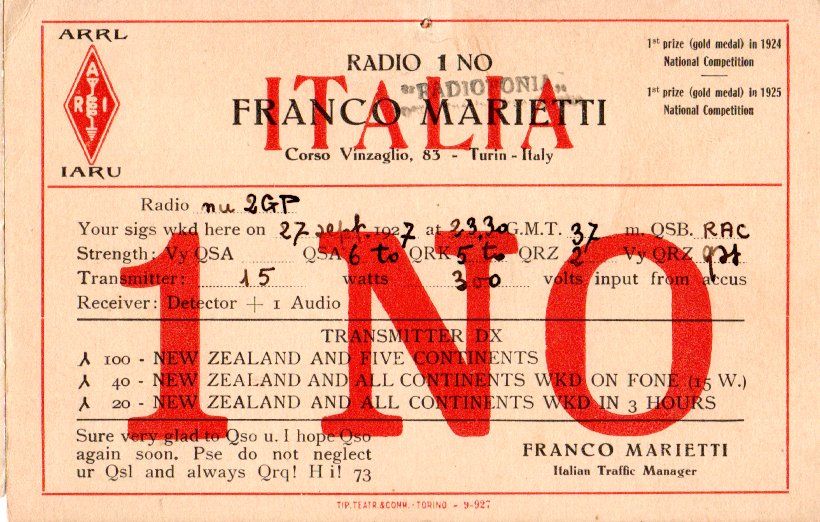 ARRL
A
R I
IARU
RADIO 1 NO
ITALIA
"RADIOFONIA"
FRANCO MARIETTI
Corso Vinzaglio, 83 - Turin - Italy
1st prize (gold medal) in 1924
National Competition
1st prize (gold medal) in 1925
National Competition
1 NO
Radio nu 2GP
Your sigs wkd here on 27 sept. 1927 at 23.30 G.M.T. 37 m. QSB. RAC
Strength: Vy QSA QSA 6 to QRK 5 to QRZ 2 Vy QRZ
Transmitter: 15 watts 300 volts input from accus
Receiver: Detector + 1 Audio
TRANSMITTER DX
λ 100 - NEW ZEALAND AND FIVE CONTINENTS
λ 40 - NEW ZEALAND AND ALL CONTINENTS WKD ON FONE (15 W.)
λ 20 - NEW ZEALAND AND ALL CONTINENTS WKD IN 3 HOURS
Sure very glad to Qso u. I hope Qso
again soon. Pse do not neglect
ur Qsl and always Qrq! Hi! 73
FRANCO MARIETTI
Italian Traffic Manager
TIP. TEATR. & COMM. - TORINO - 9-927